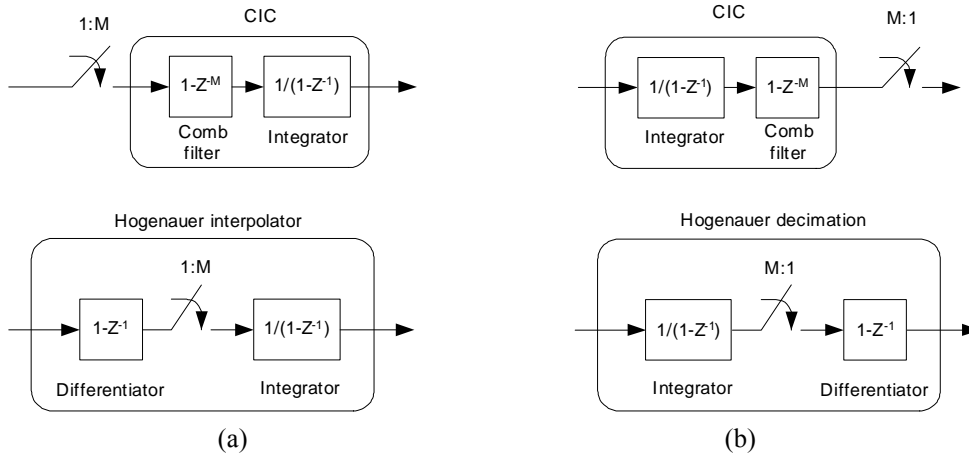 1:M
CIC
1-Z⁻ᴹ
1/(1-Z⁻¹)
Comb
filter
Integrator
Hogenauer interpolator
1:M
1-Z⁻¹
1/(1-Z⁻¹)
Differentiator
Integrator
(a)
CIC
M:1
1/(1-Z⁻¹)
1-Z⁻ᴹ
Integrator
Comb
filter
Hogenauer decimation
M:1
1/(1-Z⁻¹)
1-Z⁻¹
Integrator
Differentiator
(b)